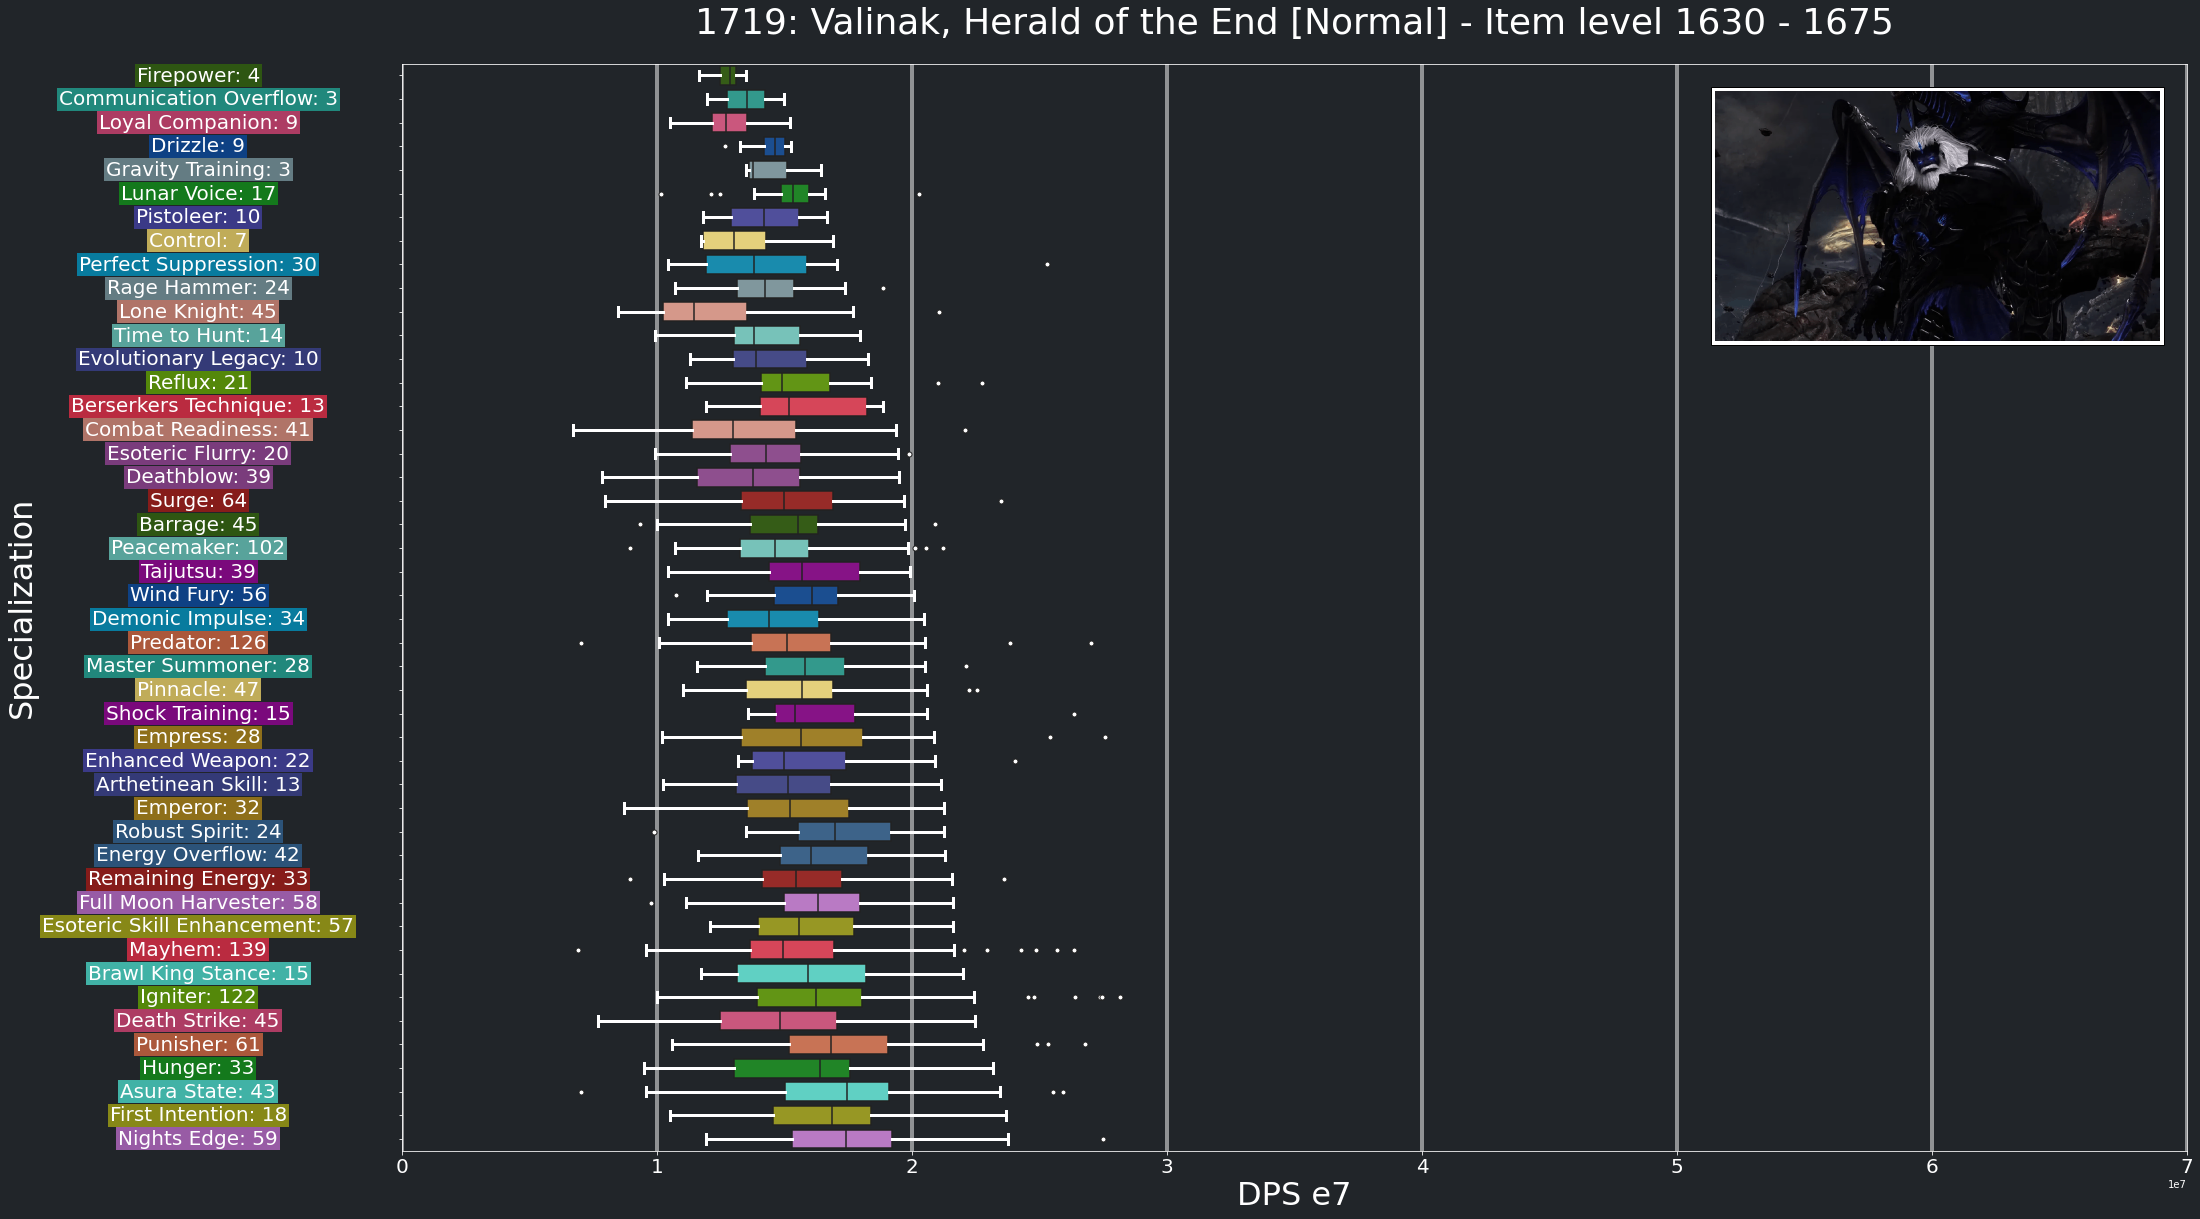 1719: Valinak, Herald of the End [Normal] - Item level 1630 - 1675
Firepower: 4
Communication Overflow: 3
Loyal Companion: 9
Drizzle: 9
Gravity Training: 3
Lunar Voice: 17
Pistoleer: 10
Control: 7
Perfect Suppression: 30
Rage Hammer: 24
Lone Knight: 45
Time to Hunt: 14
Evolutionary Legacy: 10
Reflux: 21
Berserkers Technique: 13
Combat Readiness: 41
Esoteric Flurry: 20
Deathblow: 39
Surge: 64
Barrage: 45
Peacemaker: 102
Taijutsu: 39
Wind Fury: 56
Demonic Impulse: 34
Predator: 126
Master Summoner: 28
Pinnacle: 47
Shock Training: 15
Empress: 28
Enhanced Weapon: 22
Arthetinean Skill: 13
Emperor: 32
Robust Spirit: 24
Energy Overflow: 42
Remaining Energy: 33
Full Moon Harvester: 58
Esoteric Skill Enhancement: 57
Mayhem: 139
Brawl King Stance: 15
Igniter: 122
Death Strike: 45
Punisher: 61
Hunger: 33
Asura State: 43
First Intention: 18
Nights Edge: 59
Specialization
0 1 2 3 4 5 6 7
1e7
DPS e7